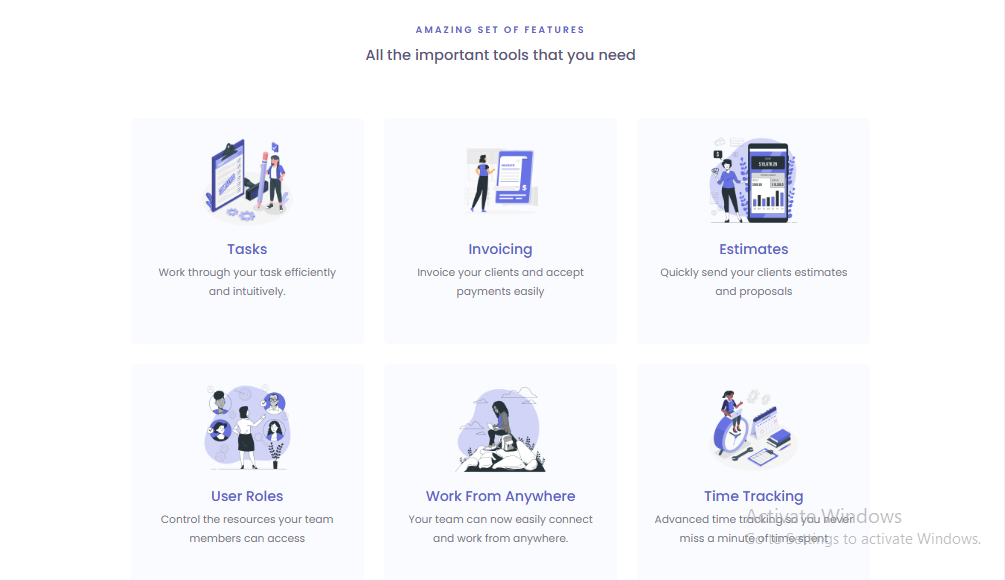 AMAZING SET OF FEATURES
All the important tools that you need
Tasks
Work through your task efficiently
and intuitively.
Invoicing
Invoice your clients and accept
payments easily
Estimates
Quickly send your clients estimates
and proposals
User Roles
Control the resources your team
members can access
Work From Anywhere
Your team can now easily connect
and work from anywhere.
Time Tracking
Advanced time tracking so you never
miss a minute of time spent
Activate Windows
Go to Settings to activate Windows.